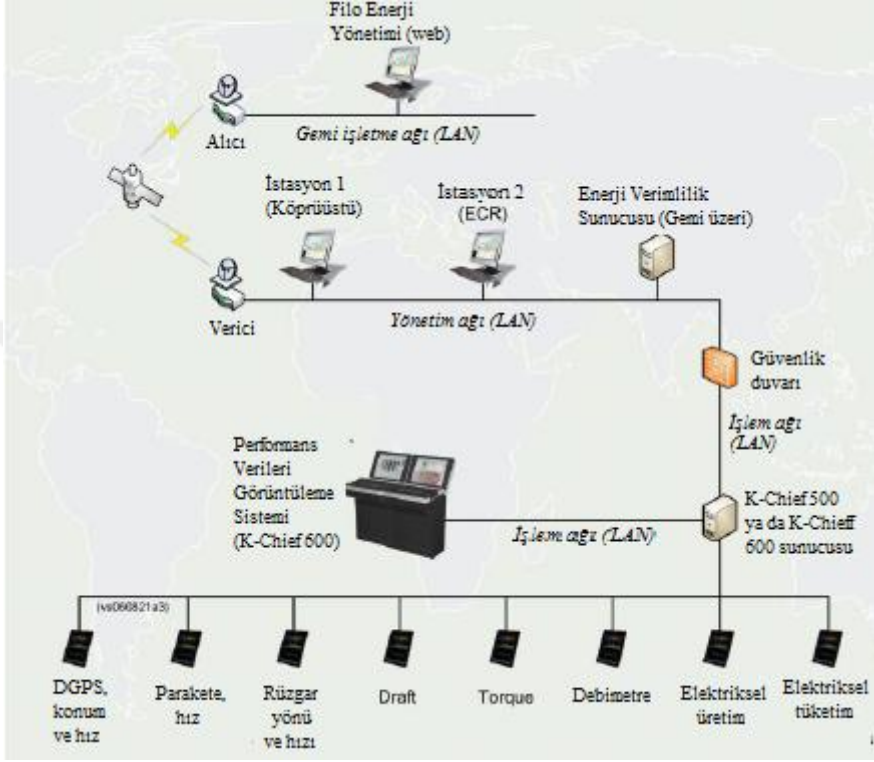 Filo Enerji
Yönetimi (web)
Alıcı
Gemi işletme ağı (LAN)
İstasyon 1
(Köprüüstü)
İstasyon 2
(ECR)
Enerji Verimlilik
Sunucusu (Gemi üzeri)
Verici
Yönetim ağı (LAN)
Güvenlik
duvarı
İşlem ağı
(LAN)
Performans
Verileri
Görüntüleme
Sistemi
(K-Chief 600)
İşlem ağı (LAN)
K-Chief 500
ya da K-Chieff
600 sunucusu
(vs066821a3)
DGPS,
konum
ve hız
Parakete,
hız
Rüzgar
yönü
ve hızı
Draft
Torque
Debimetre
Elektriksel
üretim
Elektriksel
tüketim